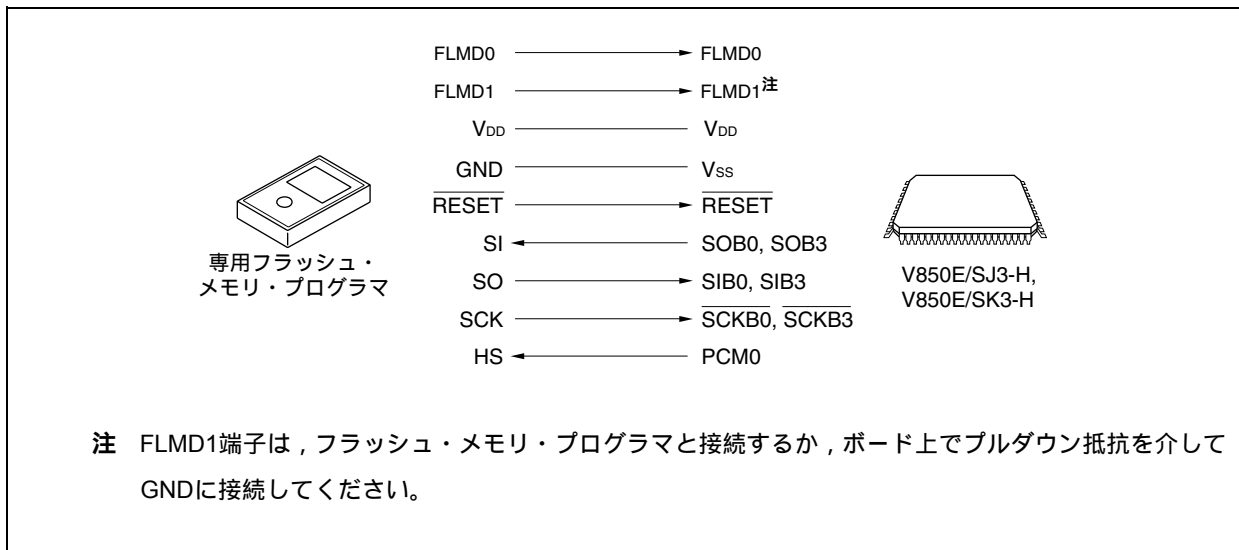 FLMD0 FLMD0
FLMD1 FLMD1注
VDD VDD
GND VSS
RESET RESET
SI SOB0, SOB3
SO SIB0, SIB3
SCK SCKB0, SCKB3
HS PCM0
専用フラッシュ・
メモリ・プログラマ
V850E/SJ3-H,
V850E/SK3-H
注 FLMD1端子は，フラッシュ・メモリ・プログラマと接続するか，ボード上でプルダウン抵抗を介して
GNDに接続してください。